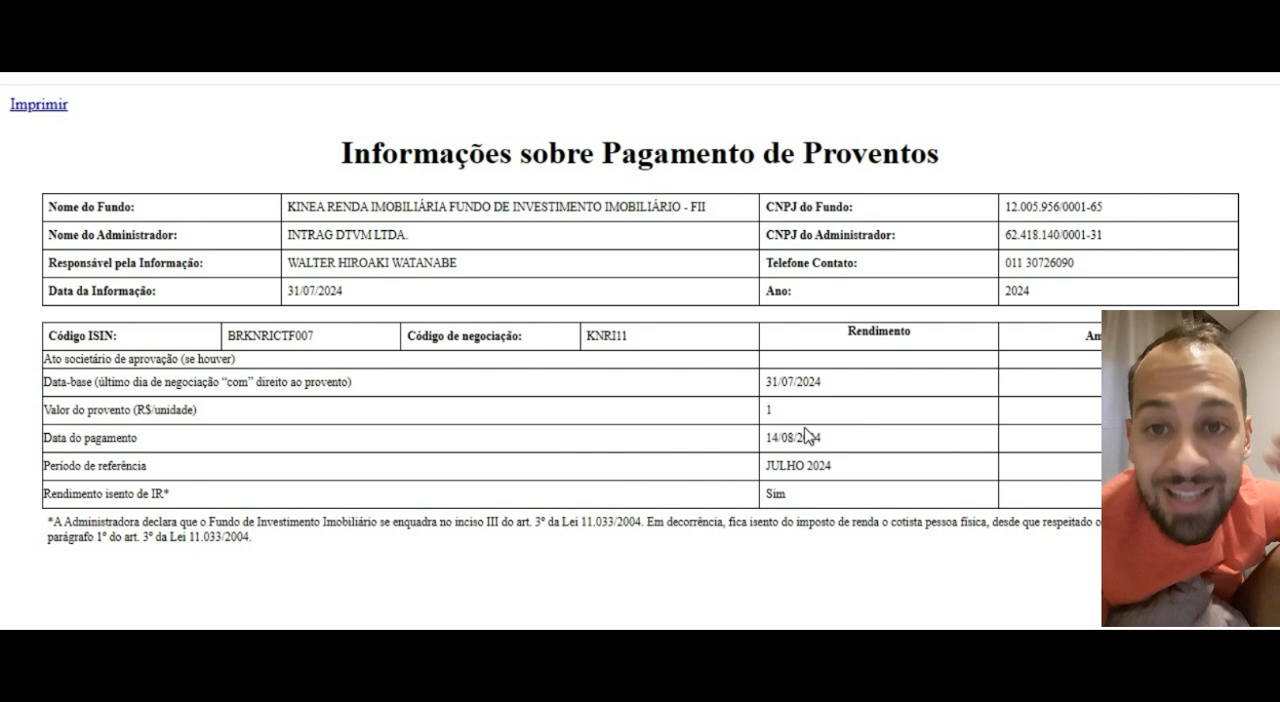 Imprimir
Informações sobre Pagamento de Proventos
Nome do Fundo: KINEA RENDA IMOBILIÁRIA FUNDO DE INVESTIMENTO IMOBILIÁRIO - FII CNPJ do Fundo: 12.005.956/0001-65
Nome do Administrador: INTRAG DTVM LTDA. CNPJ do Administrador: 62.418.140/0001-31
Responsável pela Informação: WALTER HIROAKI WATANABE Telefone Contato: 011 30726090
Data da Informação: 31/07/2024 Ano: 2024
Código ISIN: BRKNRICTF007 Código de negociação: KNRI11 Rendimento
Ato societário de aprovação (se houver)
Data-base (último dia de negociação “com” direito ao provento) 31/07/2024
Valor do provento (R$/unidade) 1
Data do pagamento
Período de referência JULHO 2024
Rendimento isento de IR* Sim
*A Administradora declara que o Fundo de Investimento Imobiliário se enquadra no inciso III do art. 3º da Lei 11.033/2004. Em decorrência, fica isento do imposto de renda o cotista pessoa física, desde que respeitado o
parágrafo 1º do art. 3º da Lei 11.033/2004.